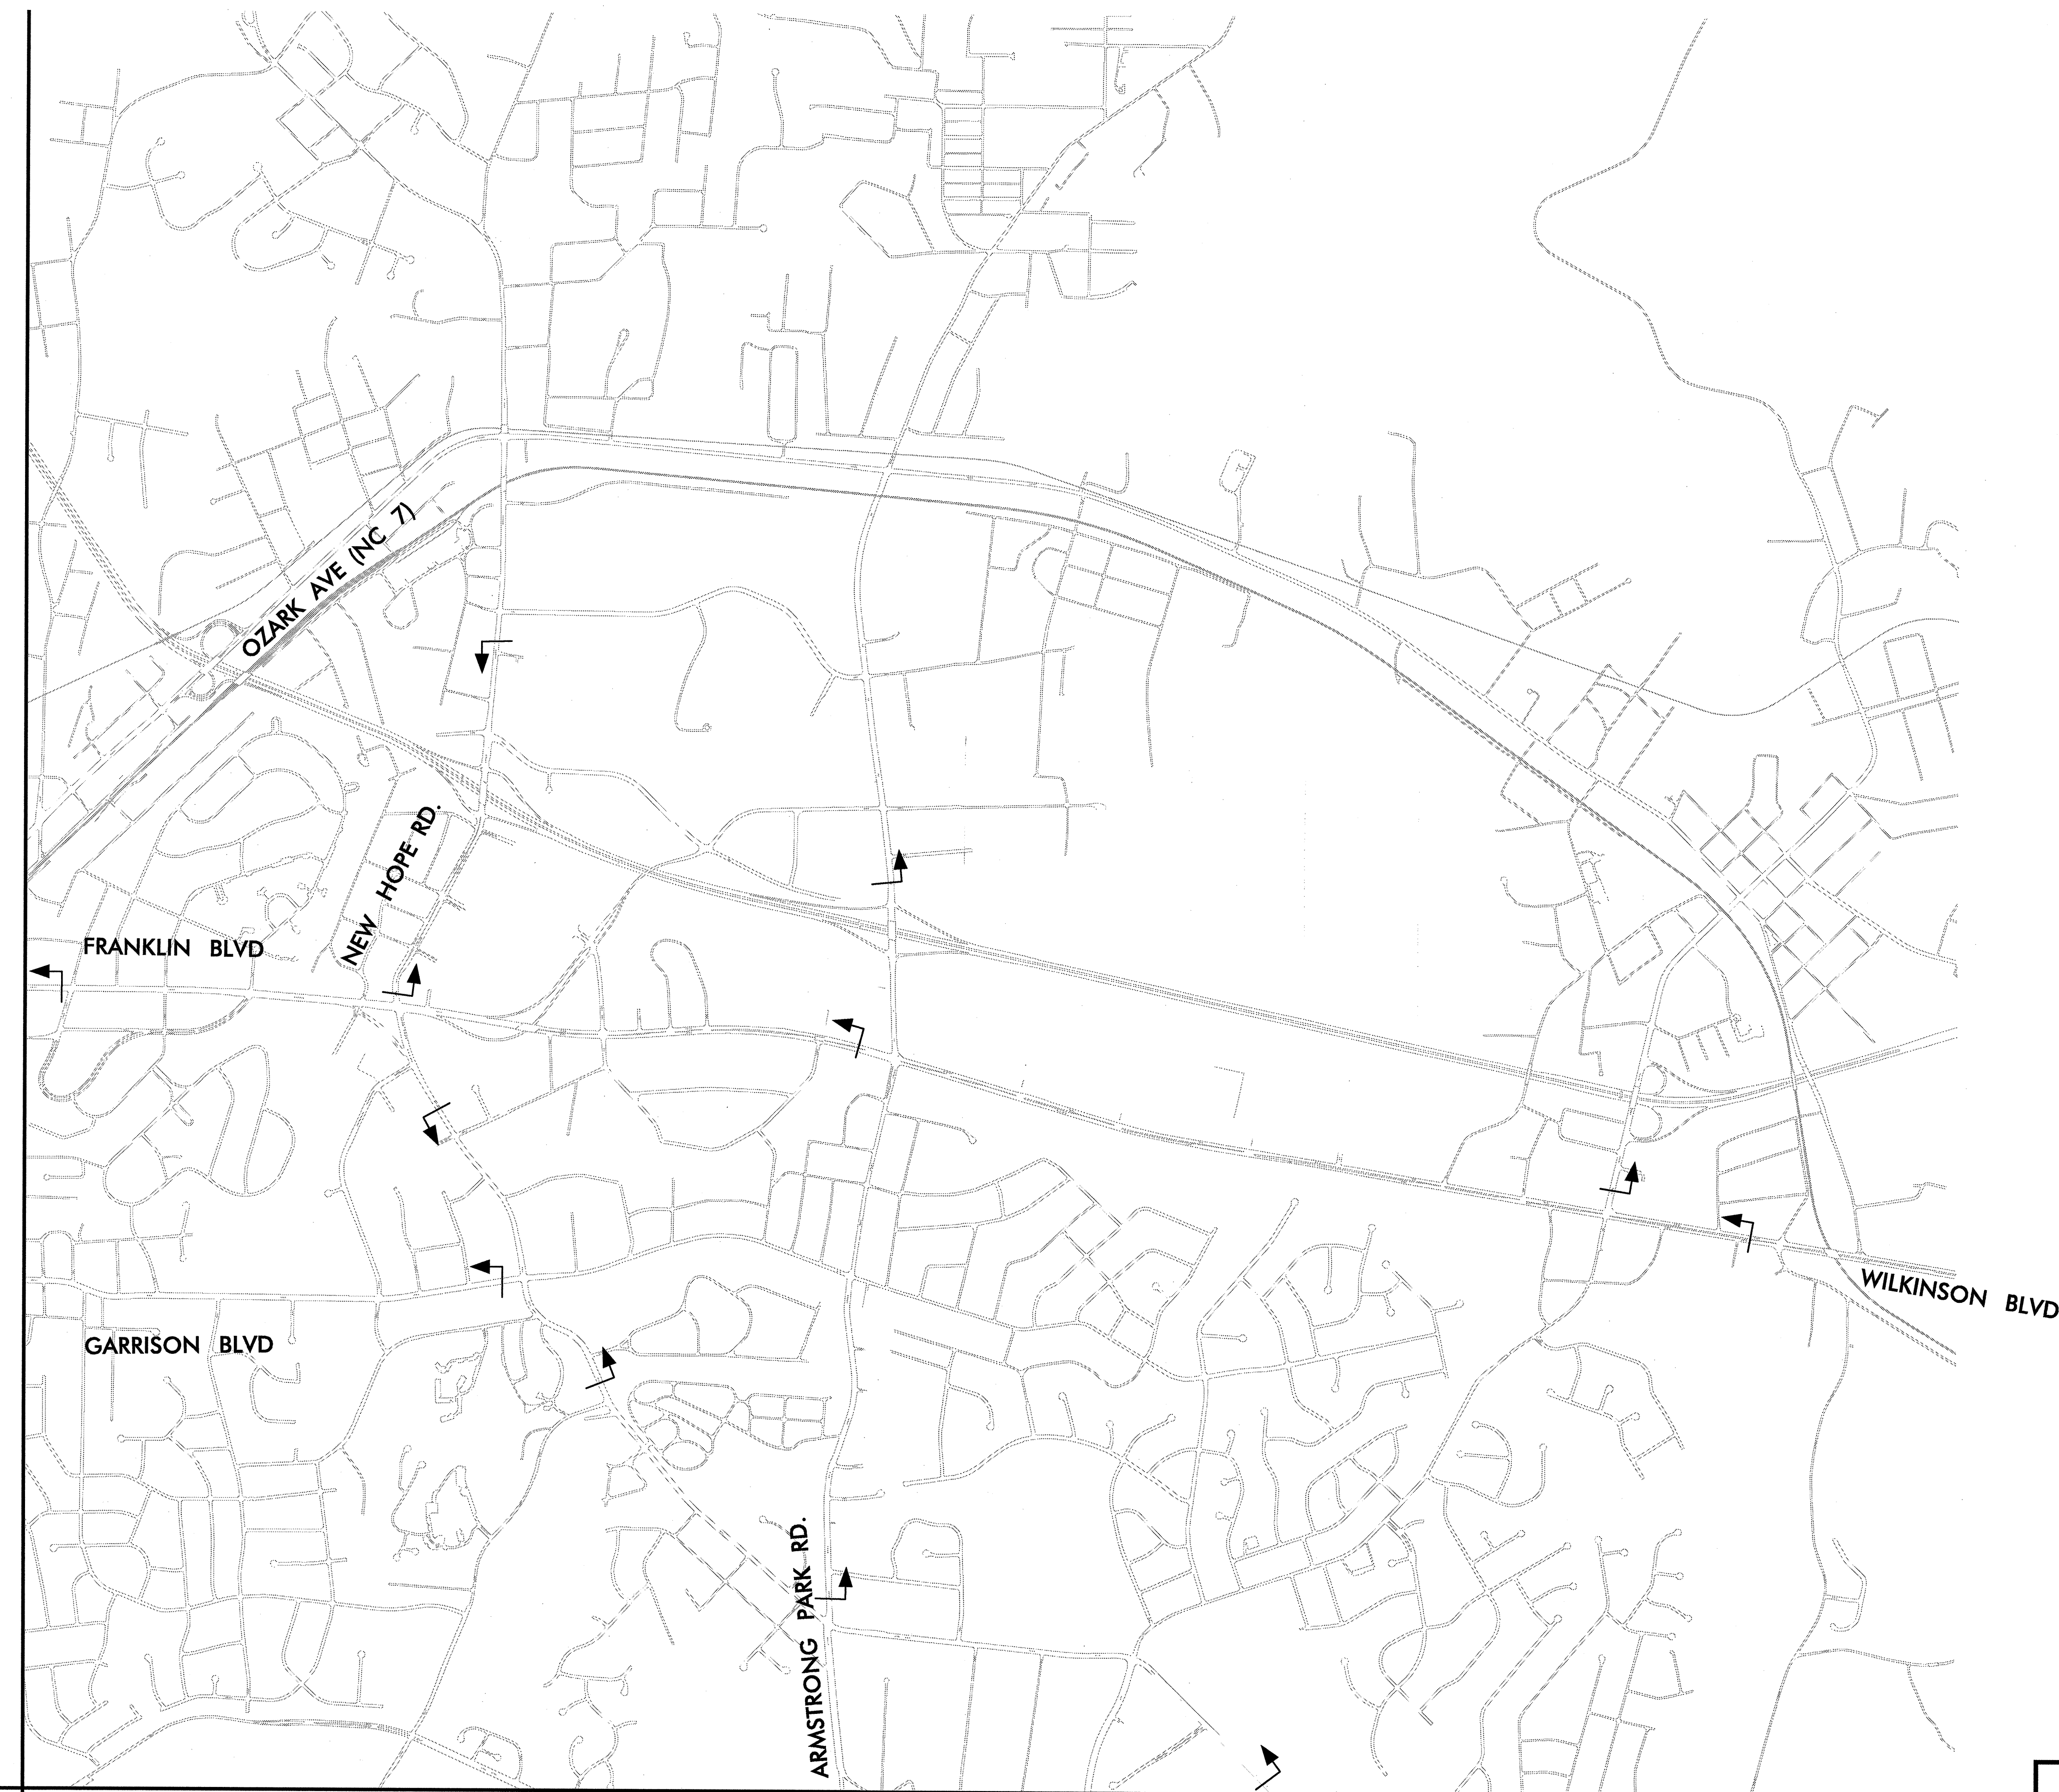 OZARK AVE (NC 7)
NEW HOPE RD.
FRANKLIN BLVD
WILKINSON BLVD
GARRISON BLVD
ARMSTRONG PARK RD.